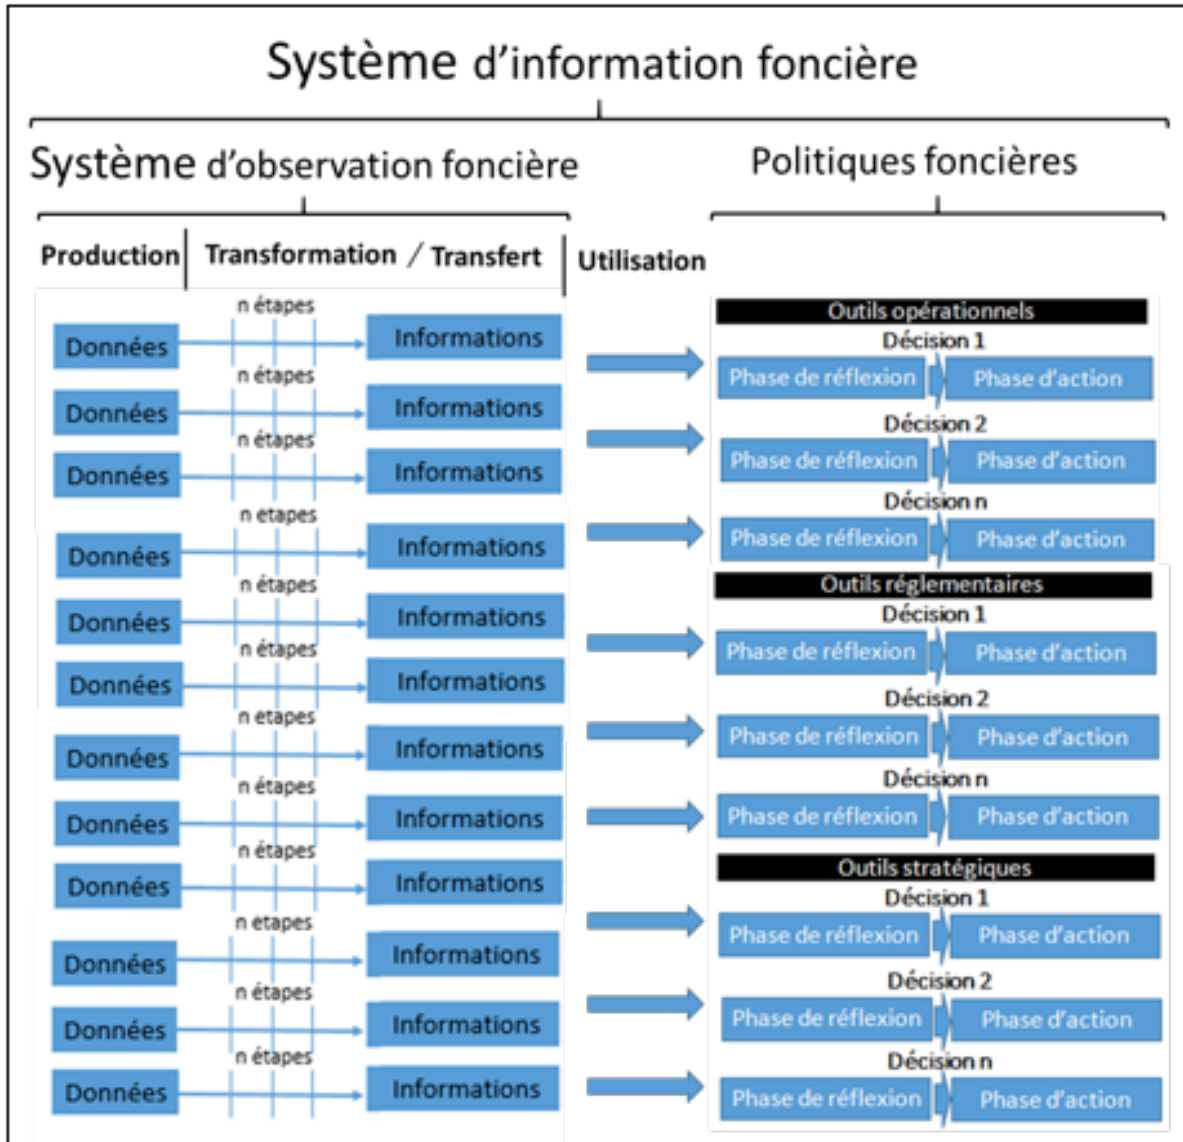 Système d'information foncière
Système d'observation foncière
Politiques foncières
Production
Transformation / Transfert
Utilisation
n étapes
Données
Informations
n étapes
Données
Informations
n étapes
Données
Informations
n etapes
Données
Informations
n étapes
Données
Informations
n étapes
Données
Informations
n etapes
Données
Informations
n étapes
Données
Informations
n étapes
Données
Informations
n etapes
Données
Informations
n étapes
Données
Informations
n étapes
Données
Informations
Outils opérationnels
Décision 1
Phase de réflexion
Phase d'action
Décision 2
Phase de réflexion
Phase d'action
Décision n
Phase de réflexion
Phase d'action
Outils réglementaires
Décision 1
Phase de réflexion
Phase d'action
Décision 2
Phase de réflexion
Phase d'action
Décision n
Phase de réflexion
Phase d'action
Outils stratégiques
Décision 1
Phase de réflexion
Phase d'action
Décision 2
Phase de réflexion
Phase d'action
Décision n
Phase de réflexion
Phase d'action